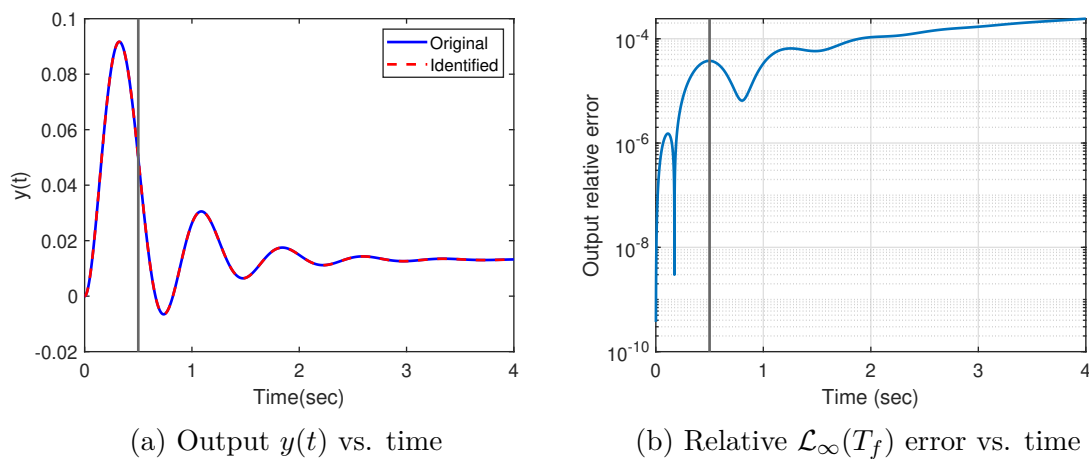 0.1
0.08
0.06
0.04
0.02
0
-0.02
y(t)
Original
Identified
0 1 2 3 4
Time(sec)
(a) Output y(t) vs. time
10^-4
10^-6
10^-8
10^-10
Output relative error
0 1 2 3 4
Time (sec)
(b) Relative 𝓛∞(T_f) error vs. time